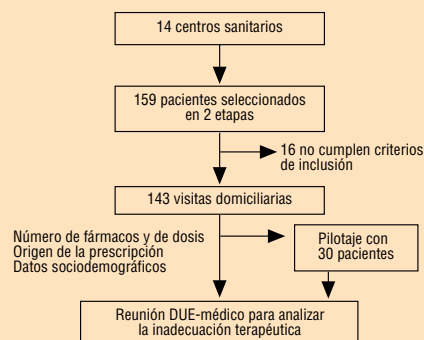 14 centros sanitarios
159 pacientes seleccionados
en 2 etapas
16 no cumplen criterios
de inclusión
143 visitas domiciliarias
Número de fármacos y de dosis
Origen de la prescripción
Datos sociodemográficos
Pilotaje con
30 pacientes
Reunión DUE-médico para analizar
la inadecuación terapéutica